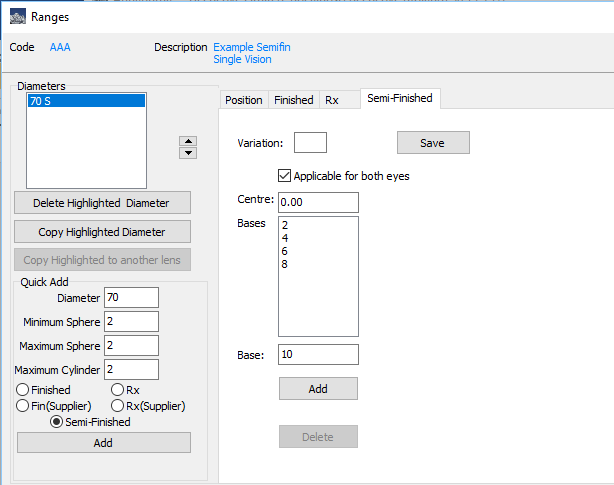 Ranges
Code AAA Description Example Semifin
Single Vision
Diameters
70 S
Delete Highlighted Diameter
Copy Highlighted Diameter
Copy Highlighted to another lens
Quick Add
Diameter 70
Minimum Sphere 2
Maximum Sphere 2
Maximum Cylinder 2
Finished Rx
Fin(Supplier) Rx(Supplier)
Semi-Finished
Add
Position Finished Rx Semi-Finished
Variation: Save
Applicable for both eyes
Centre: 0.00
Bases 2
4
6
8
Base: 10
Add
Delete